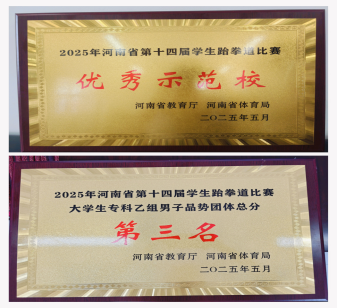 2025年河南省第十四届学生跆拳道比赛
优秀示范校
河南省教育厅 河南省体育局
二〇二五年五月
2025年河南省第十四届学生跆拳道比赛
大学生专科乙组男子品势团体总分
第三名
河南省教育厅 河南省体育局
二〇二五年五月